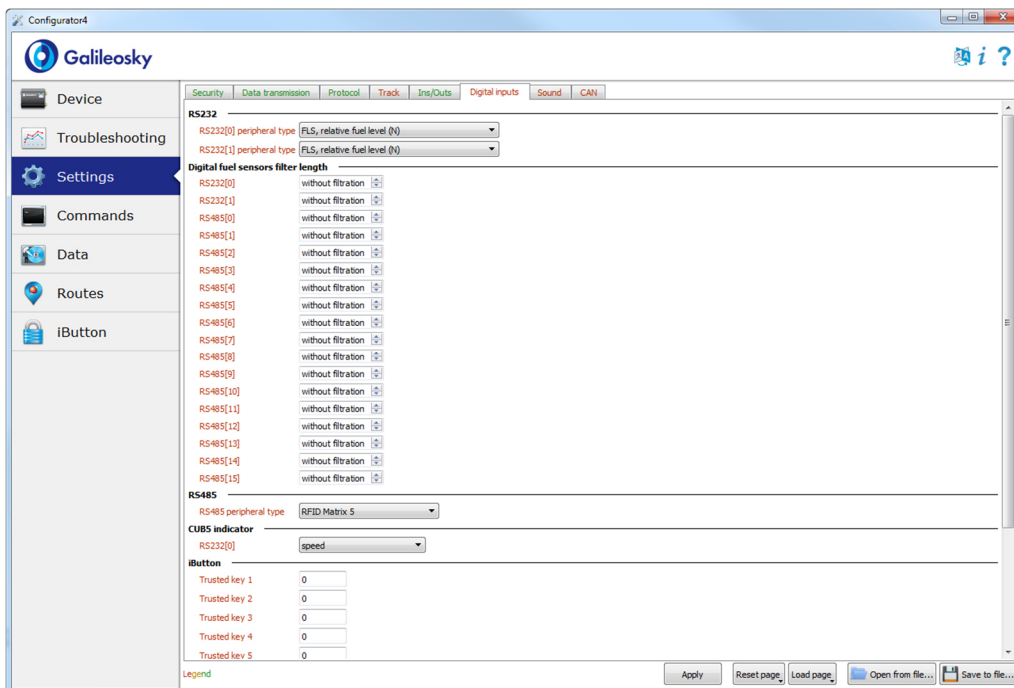 Configurator4
Galileosky
Device
Troubleshooting
Settings
Commands
Data
Routes
iButton
Security Data transmission Protocol Track Ins/Outs Digital inputs Sound CAN
RS232
RS232[0] peripheral type FLS, relative fuel level (N)
RS232[1] peripheral type FLS, relative fuel level (N)
Digital fuel sensors filter length
RS232[0] without filtration
RS232[1] without filtration
RS485[0] without filtration
RS485[1] without filtration
RS485[2] without filtration
RS485[3] without filtration
RS485[4] without filtration
RS485[5] without filtration
RS485[6] without filtration
RS485[7] without filtration
RS485[8] without filtration
RS485[9] without filtration
RS485[10] without filtration
RS485[11] without filtration
RS485[12] without filtration
RS485[13] without filtration
RS485[14] without filtration
RS485[15] without filtration
RS485
RS485 peripheral type RFID Matrix 5
CUB5 indicator
RS232[0] speed
iButton
Trusted key 1 0
Trusted key 2 0
Trusted key 3 0
Trusted key 4 0
Trusted key 5 0
Legend
Apply Reset page Load page Open from file... Save to file...